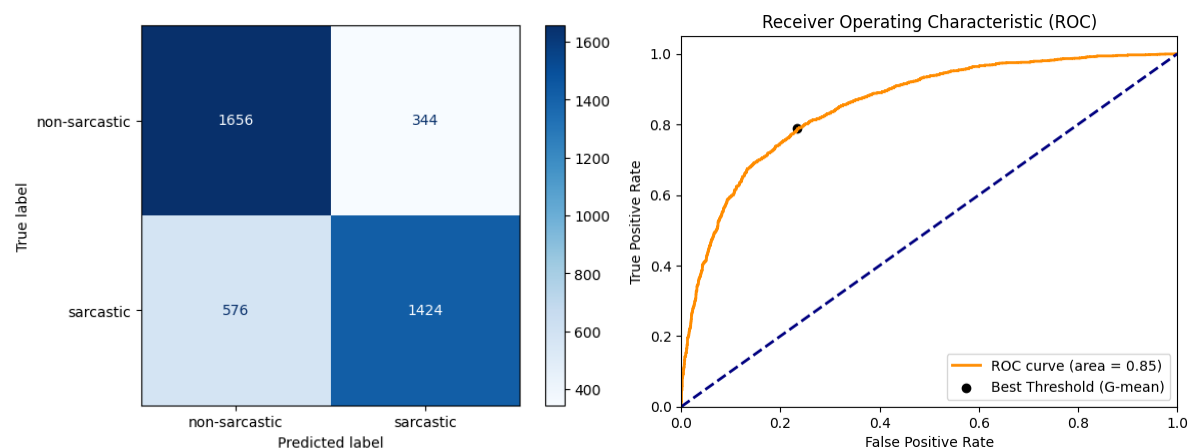 1600
1400
1200
1000
800
600
400
non-sarcastic
sarcastic
True label
1656
344
576
1424
non-sarcastic
sarcastic
Predicted label
Receiver Operating Characteristic (ROC)
True Positive Rate
1.0
0.8
0.6
0.4
0.2
0.0
0.0
0.2
0.4
0.6
0.8
1.0
False Positive Rate
ROC curve (area = 0.85)
Best Threshold (G-mean)